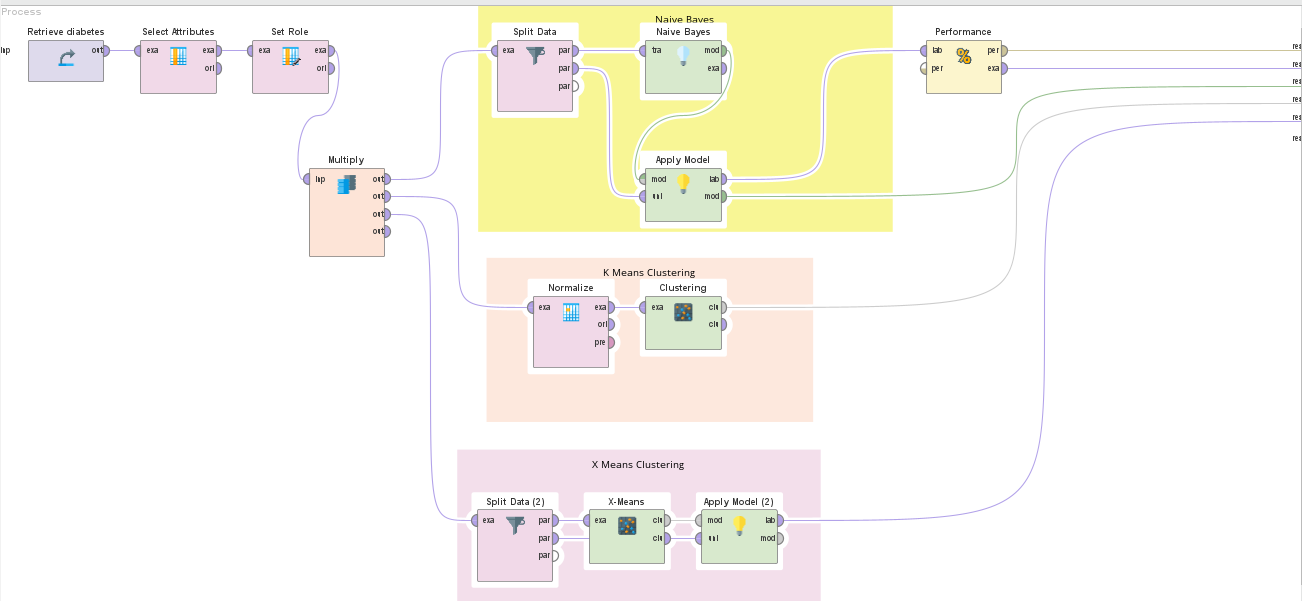 Process
Naive Bayes
Retrieve diabetes
Select Attributes
Set Role
Split Data
Naive Bayes
Performance
inp
out
exa
exa
ori
exa
exa
ori
exa
par
par
par
tra
mod
exa
lab
per
per
exa
res
res
res
res
res
res
Multiply
inp
out
out
out
out
Apply Model
mod
unl
lab
mod
K Means Clustering
Normalize
Clustering
exa
exa
ori
pre
exa
clu
clu
X Means Clustering
Split Data (2)
X-Means
Apply Model (2)
exa
par
par
par
exa
clu
clu
mod
unl
lab
mod